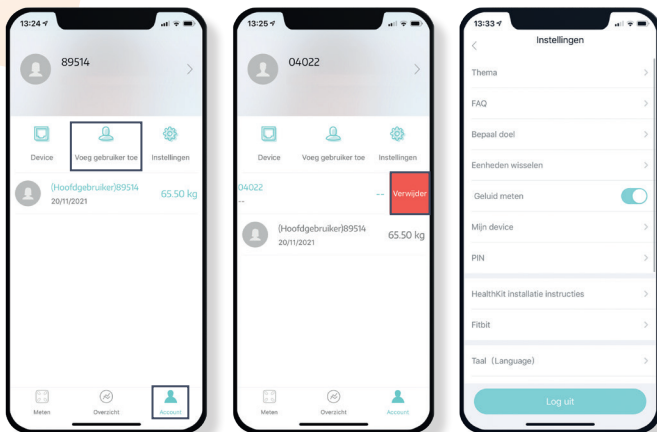 13:24
89514
Device
Voeg gebruiker toe
Instellingen
(Hoofdgebruiker)89514
20/11/2021
65.50 kg
Meten
Overzicht
Account
13:25
04022
Device
Voeg gebruiker toe
Instellingen
04022
--
--
Verwijder
(Hoofdgebruiker)89514
20/11/2021
65.50 kg
Meten
Overzicht
Account
13:33
Instellingen
Thema
FAQ
Bepaal doel
Eenheden wisselen
Geluid meten
Mijn device
PIN
HealthKit installatie instructies
Fitbit
Taal (Language)
Log uit